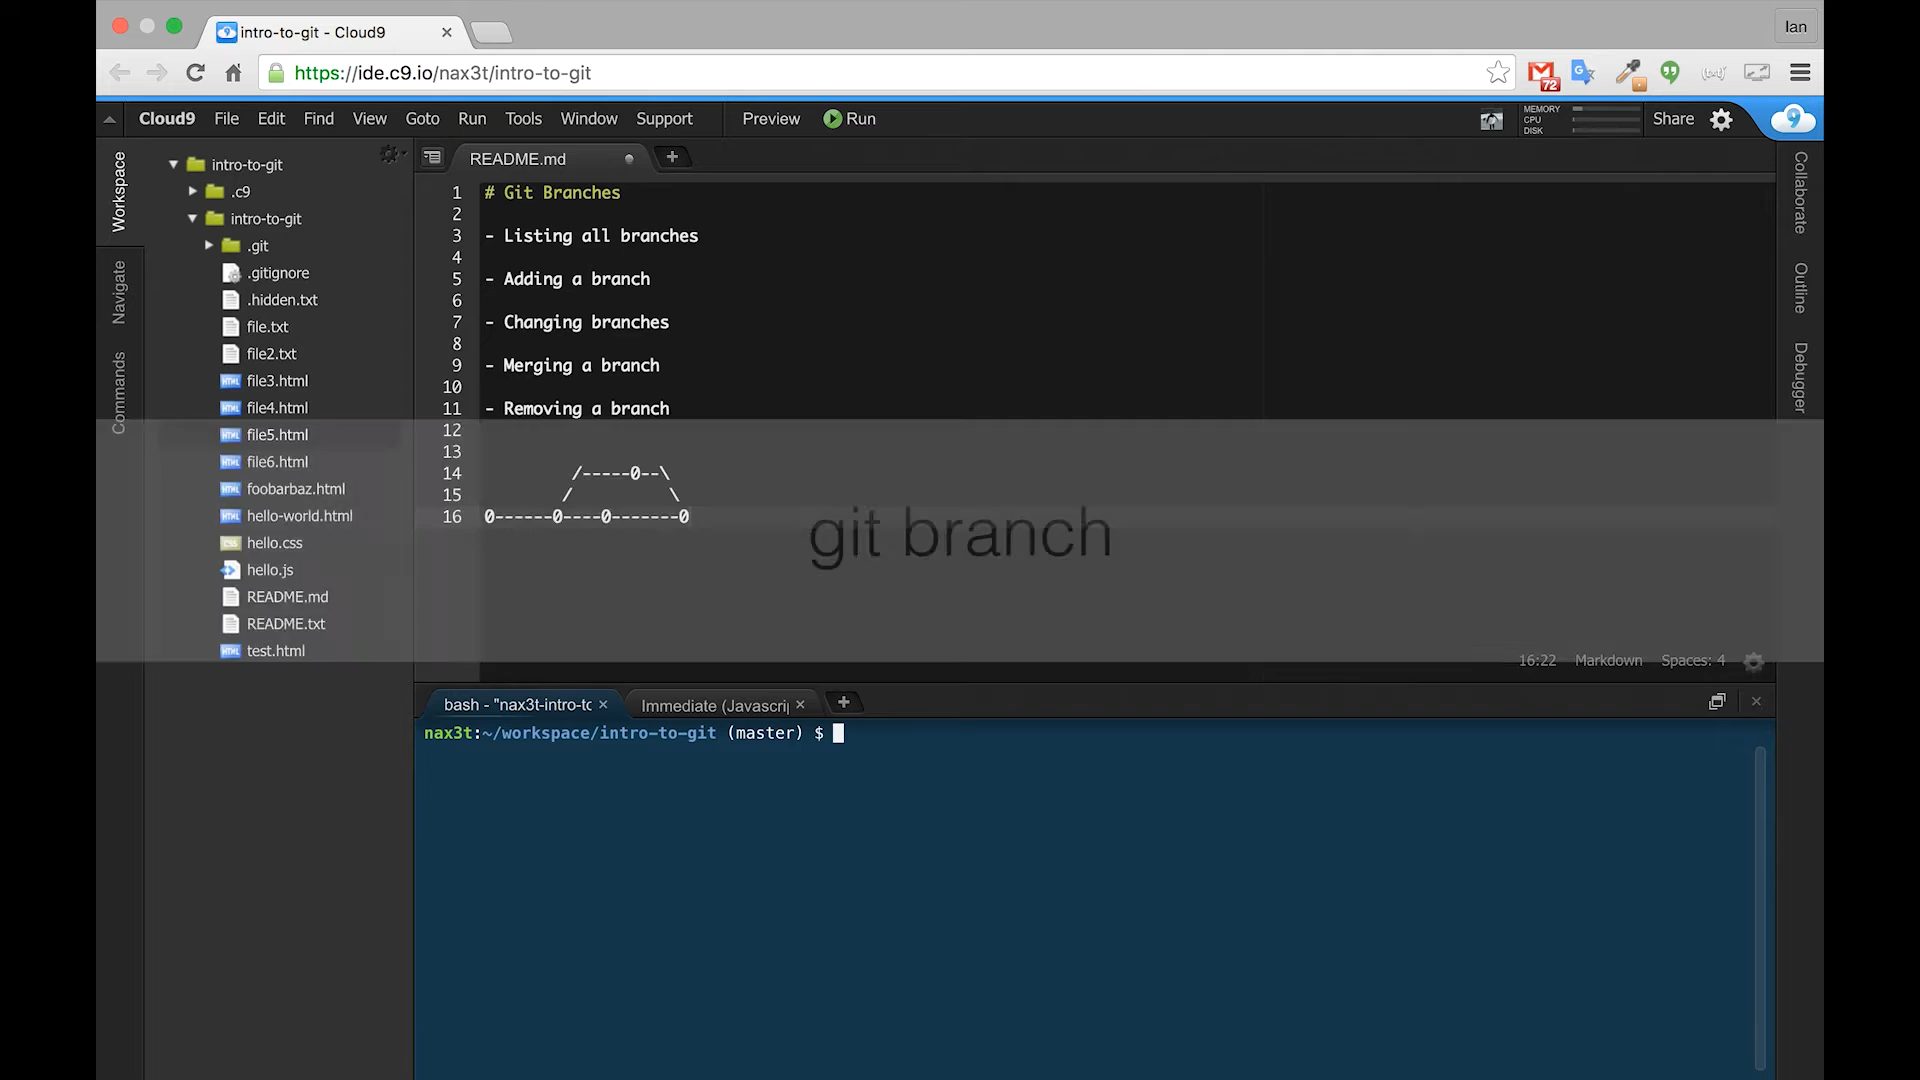 intro-to-git - Cloud9
Ian
https://ide.c9.io/nax3t/intro-to-git
72
Cloud9 File Edit Find View Goto Run Tools Window Support Preview Run
MEMORY
CPU
DISK
Share
Workspace
Navigate
Commands
intro-to-git
.c9
intro-to-git
.git
.gitignore
.hidden.txt
file.txt
file2.txt
file3.html
file4.html
file5.html
file6.html
foobarbaz.html
hello-world.html
hello.css
hello.js
README.md
README.txt
test.html
README.md
1 # Git Branches
2
3 - Listing all branches
4
5 - Adding a branch
6
7 - Changing branches
8
9 - Merging a branch
10
11 - Removing a branch
12
13
14 /-----0--\
15 / \
16 0------0----0-------0
git branch
16:22 Markdown Spaces: 4
Collaborate
Outline
Debugger
bash - "nax3t-intro-to
Immediate (Javascri
nax3t:~/workspace/intro-to-git (master) $